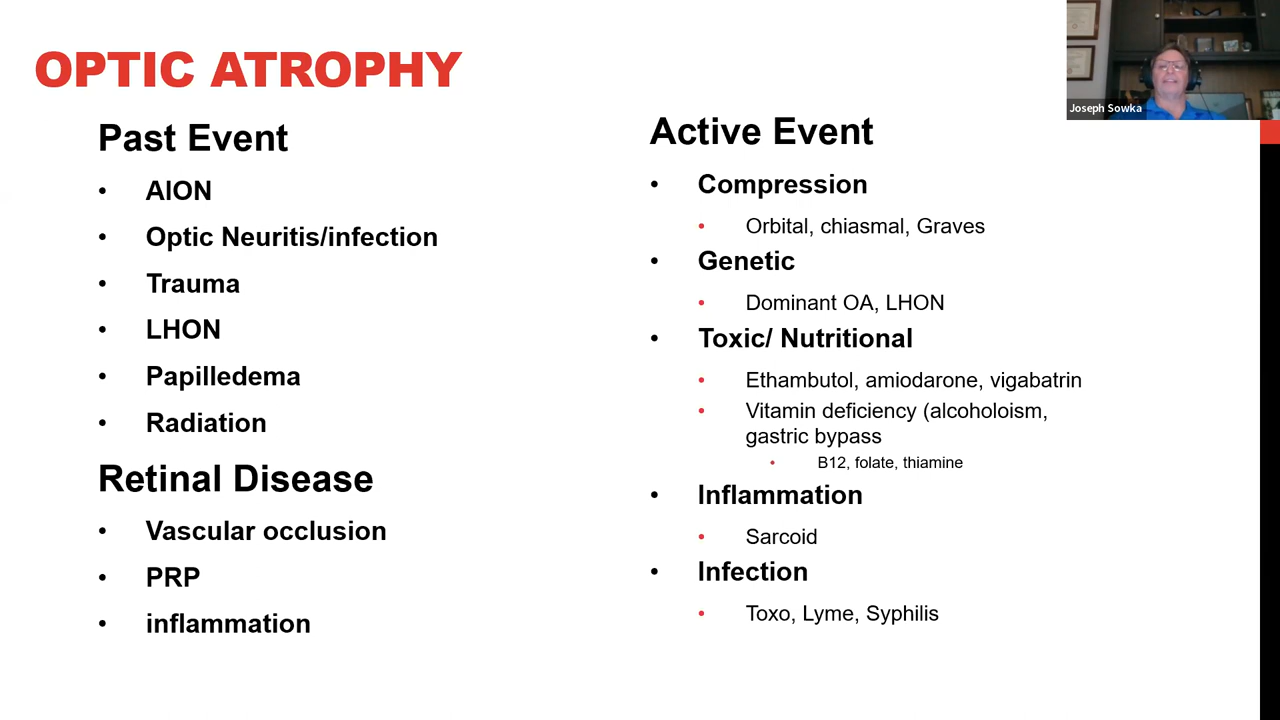 OPTIC ATROPHY
Joseph Sowka
Past Event
• AION
• Optic Neuritis/infection
• Trauma
• LHON
• Papilledema
• Radiation
Retinal Disease
• Vascular occlusion
• PRP
• inflammation
Active Event
• Compression
• Orbital, chiasmal, Graves
• Genetic
• Dominant OA, LHON
• Toxic/ Nutritional
• Ethambutol, amiodarone, vigabatrin
• Vitamin deficiency (alcoholoism,
gastric bypass
• B12, folate, thiamine
• Inflammation
• Sarcoid
• Infection
• Toxo, Lyme, Syphilis